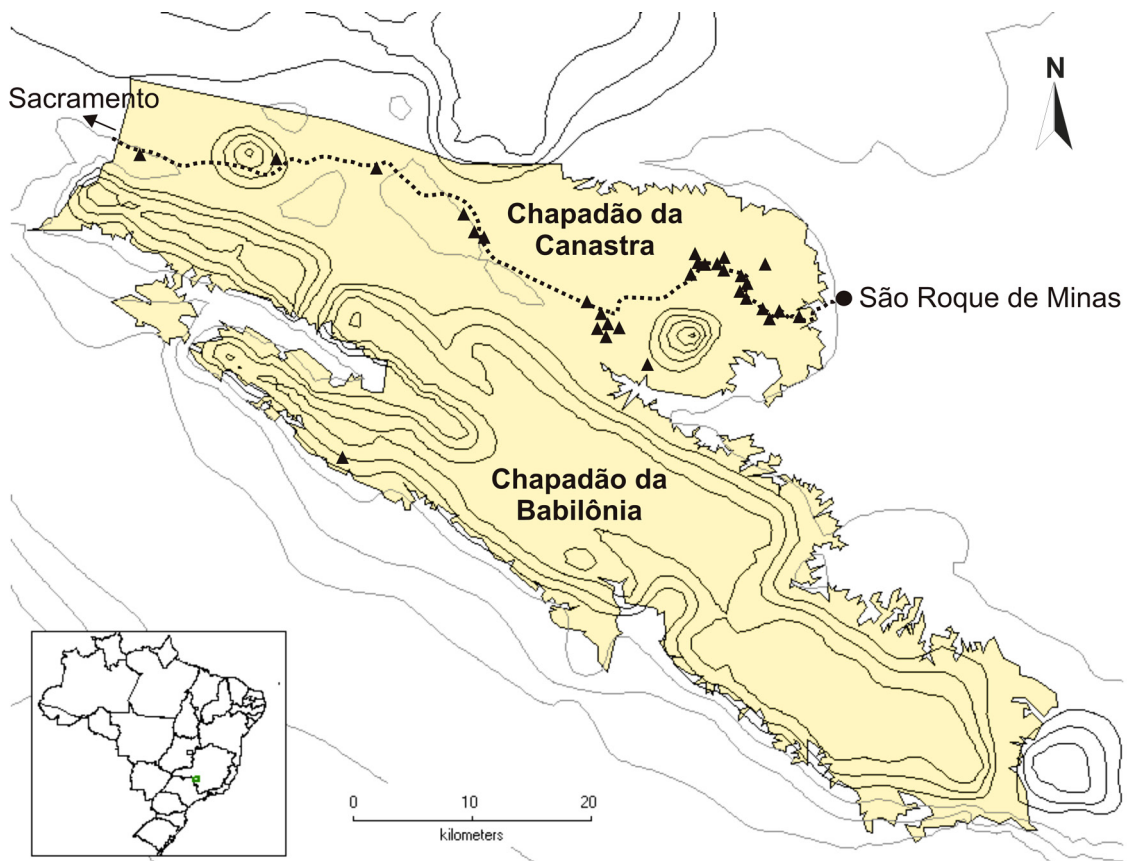 N
Sacramento
Chapadão da
Canastra
São Roque de Minas
Chapadão da
Babilônia
0 10 20
kilometers